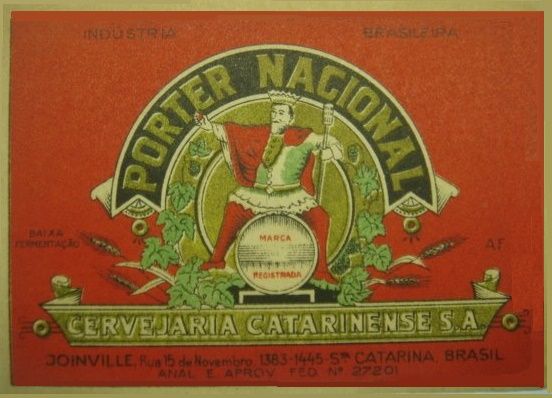 INDÚSTRIA BRASILEIRA
PORTER NACIONAL
BAIXA
FERMENTAÇÃO
A.F.
MARCA
REGISTRADA
CERVEJARIA CATARINENSE S.A.
JOINVILLE, Rua 15 de Novembro, 1383-1445-Sta CATARINA, BRASIL
ANAL E APROV. FED. Nº 27201